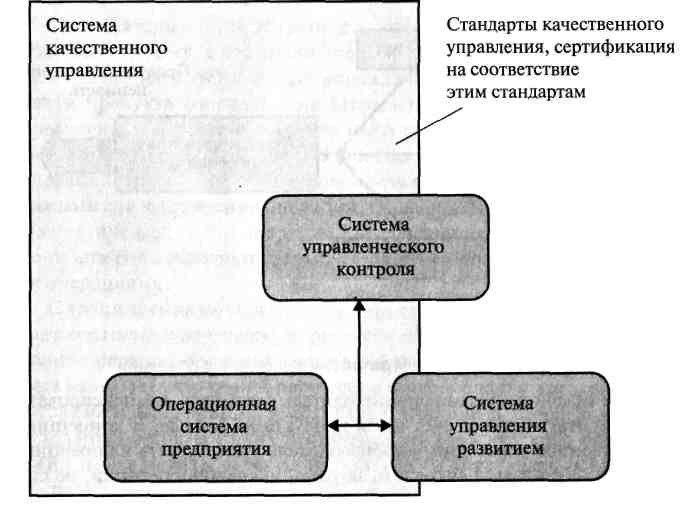 Система
качественного
управления
Стандарты качественного
управления, сертификация
на соответствие
этим стандартам
Система
управленческого
контроля
Операционная
система
предприятия
Система
управления
развитием